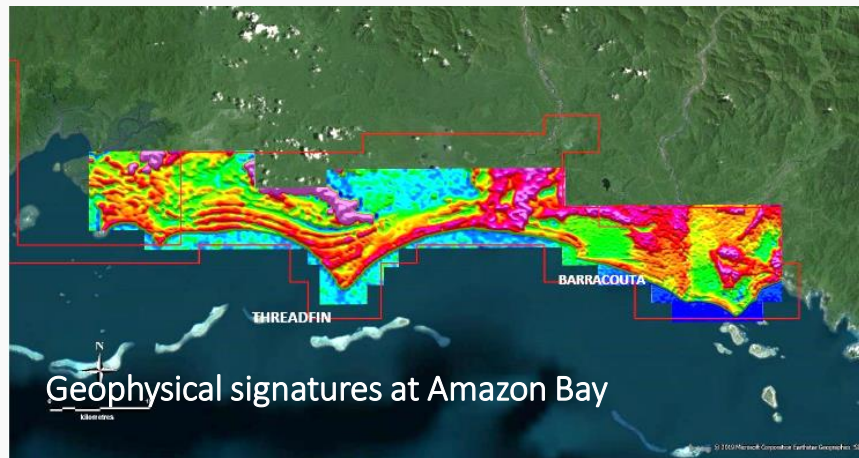 BARRACOUTA
THREADFIN
N
Geophysical signatures at Amazon Bay
kilometres